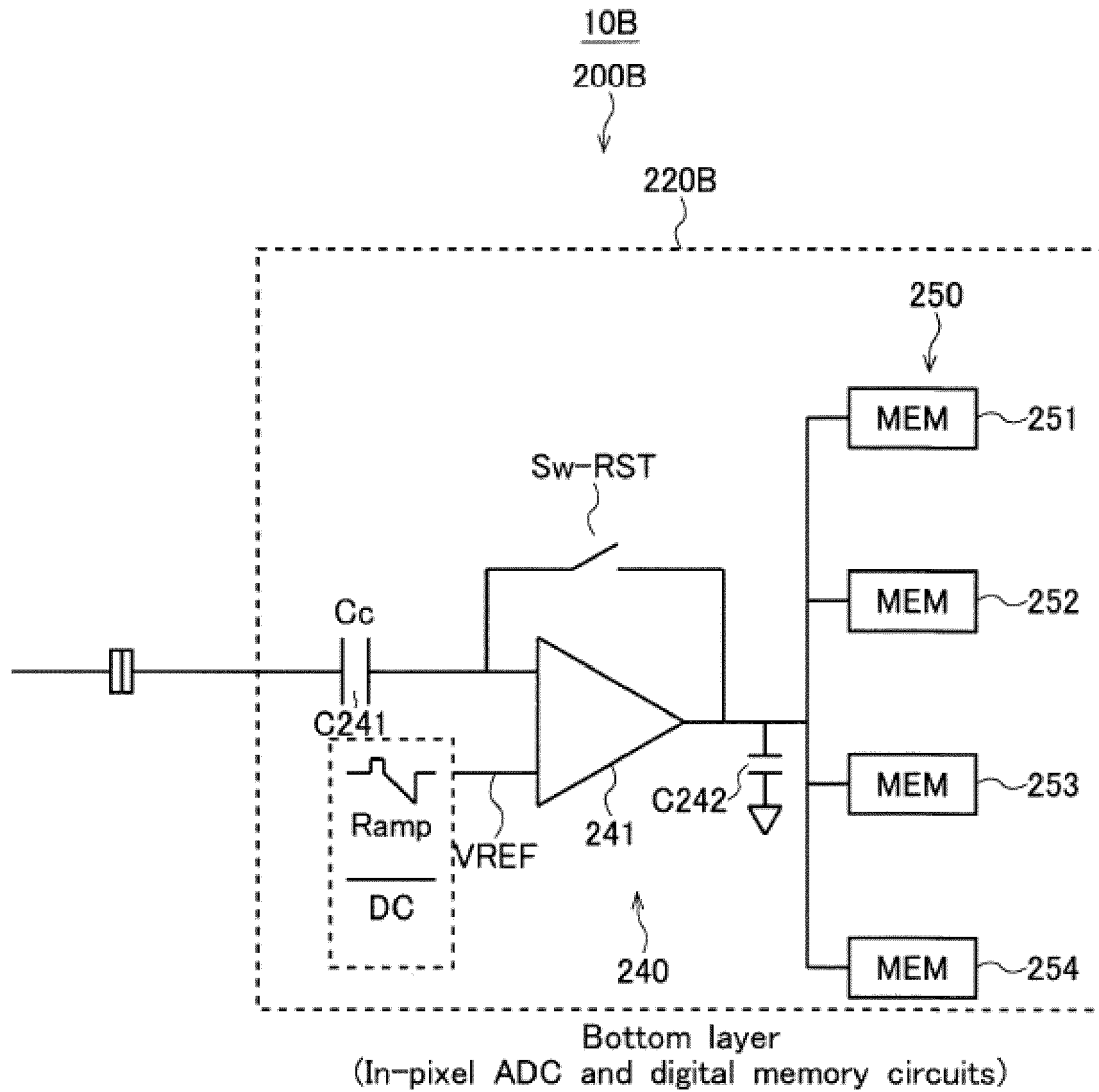 10B
200B
220B
250
MEM
251
Sw-RST
MEM
252
Cc
C241
MEM
253
C242
Ramp
241
VREF
DC
240
MEM
254
Bottom layer
(In-pixel ADC and digital memory circuits)